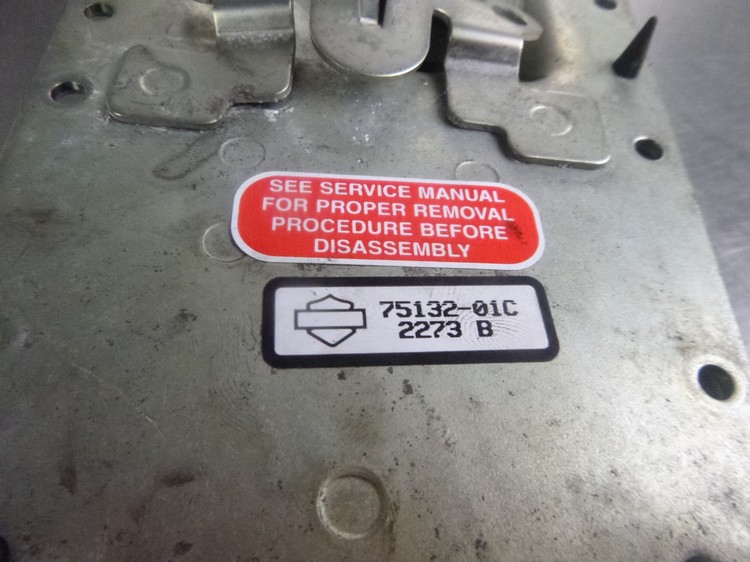 SEE SERVICE MANUAL
FOR PROPER REMOVAL
PROCEDURE BEFORE
DISASSEMBLY
75132-01C
2273 B